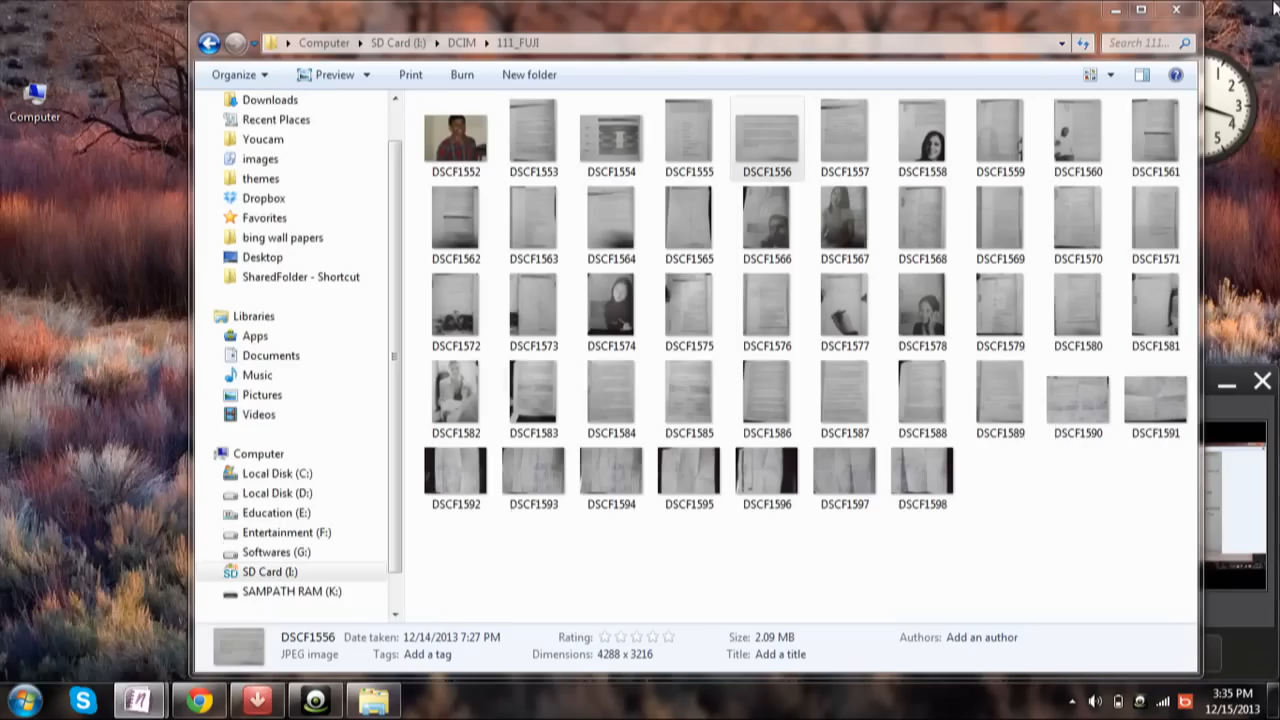 Computer
Computer SD Card (I:) DCIM 111_FUJI
Search 111...
Organize Preview Print Burn New folder
Downloads
Recent Places
Youcam
images
themes
Dropbox
Favorites
bing wall papers
Desktop
SharedFolder - Shortcut
Libraries
Apps
Documents
Music
Pictures
Videos
Computer
Local Disk (C:)
Local Disk (D:)
Education (E:)
Entertainment (F:)
Softwares (G:)
SD Card (I:)
SAMPATH RAM (K:)
DSCF1552 DSCF1553 DSCF1554 DSCF1555 DSCF1556 DSCF1557 DSCF1558 DSCF1559 DSCF1560 DSCF1561
DSCF1562 DSCF1563 DSCF1564 DSCF1565 DSCF1566 DSCF1567 DSCF1568 DSCF1569 DSCF1570 DSCF1571
DSCF1572 DSCF1573 DSCF1574 DSCF1575 DSCF1576 DSCF1577 DSCF1578 DSCF1579 DSCF1580 DSCF1581
DSCF1582 DSCF1583 DSCF1584 DSCF1585 DSCF1586 DSCF1587 DSCF1588 DSCF1589 DSCF1590 DSCF1591
DSCF1592 DSCF1593 DSCF1594 DSCF1595 DSCF1596 DSCF1597 DSCF1598
1
2
3
4
5
DSCF1556 Date taken: 12/14/2013 7:27 PM Rating: Size: 2.09 MB Authors: Add an author
JPEG image Tags: Add a tag Dimensions: 4288 x 3216 Title: Add a title
3:35 PM
12/15/2013